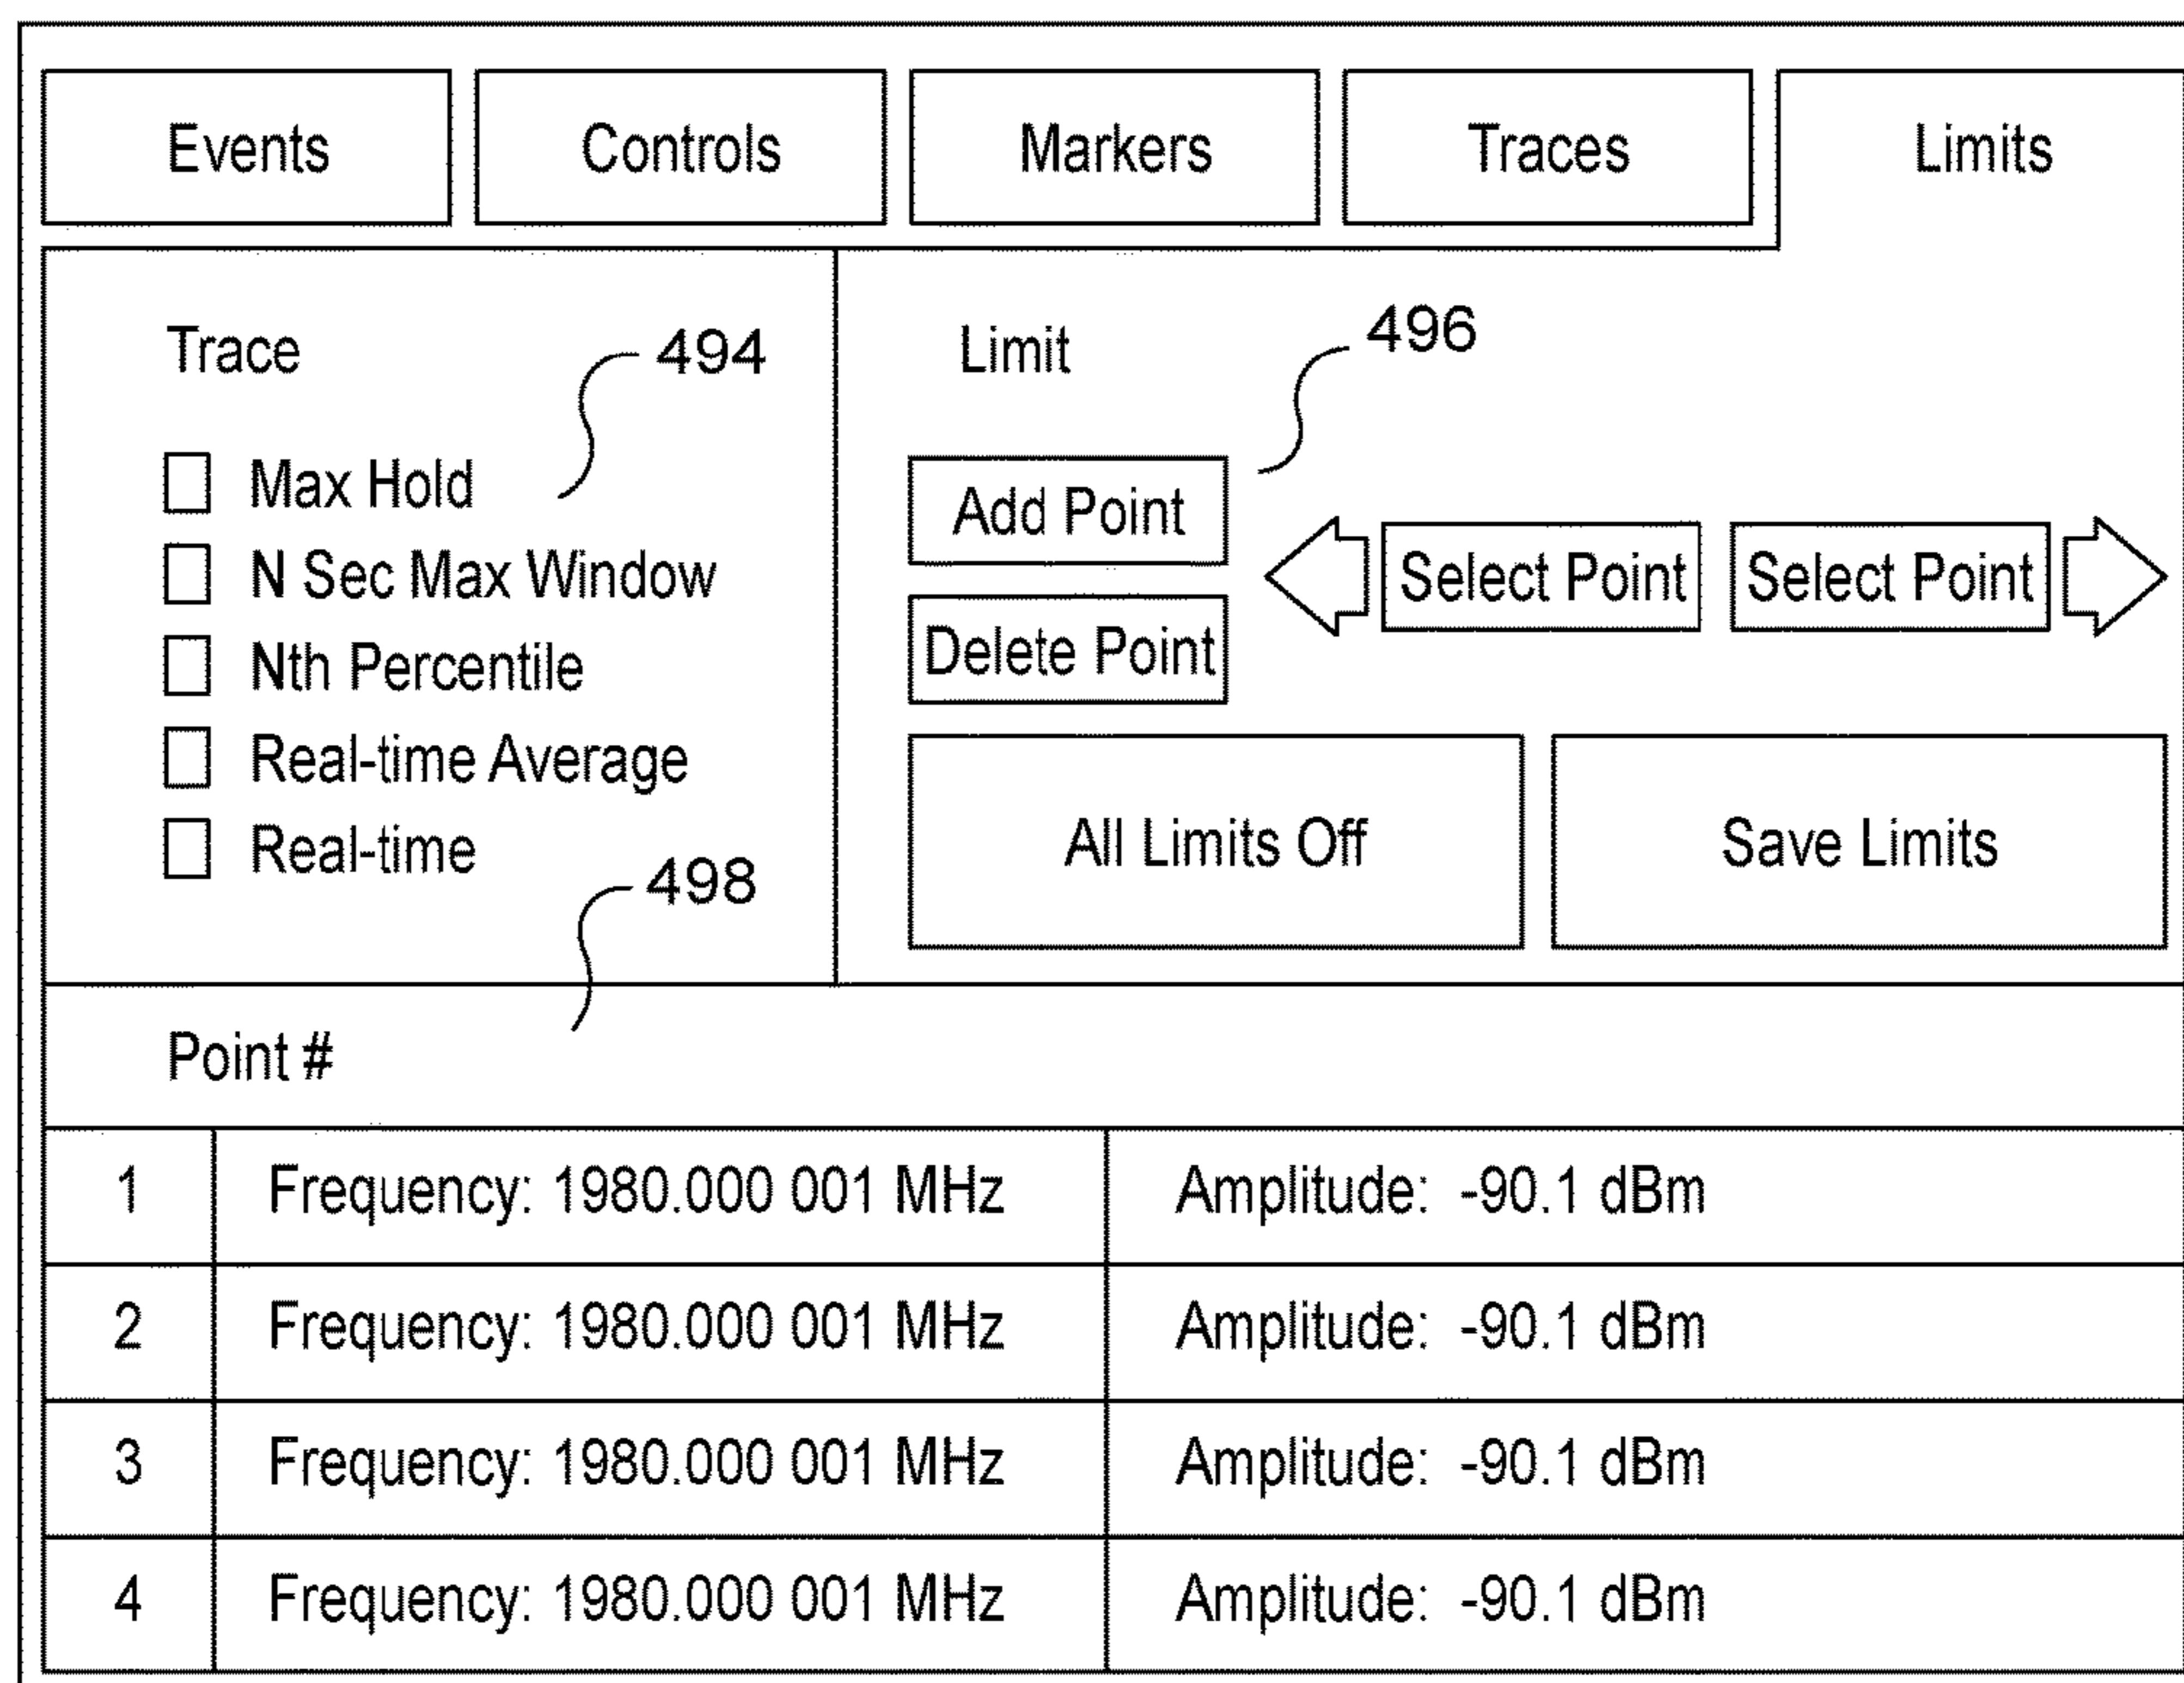 Events Controls Markers Traces Limits
Trace
494
Max Hold
N Sec Max Window
Nth Percentile
Real-time Average
Real-time
498
Limit
496
Add Point
Delete Point
Select Point Select Point
All Limits Off Save Limits
Point #
1 Frequency: 1980.000 001 MHz Amplitude: -90.1 dBm
2 Frequency: 1980.000 001 MHz Amplitude: -90.1 dBm
3 Frequency: 1980.000 001 MHz Amplitude: -90.1 dBm
4 Frequency: 1980.000 001 MHz Amplitude: -90.1 dBm